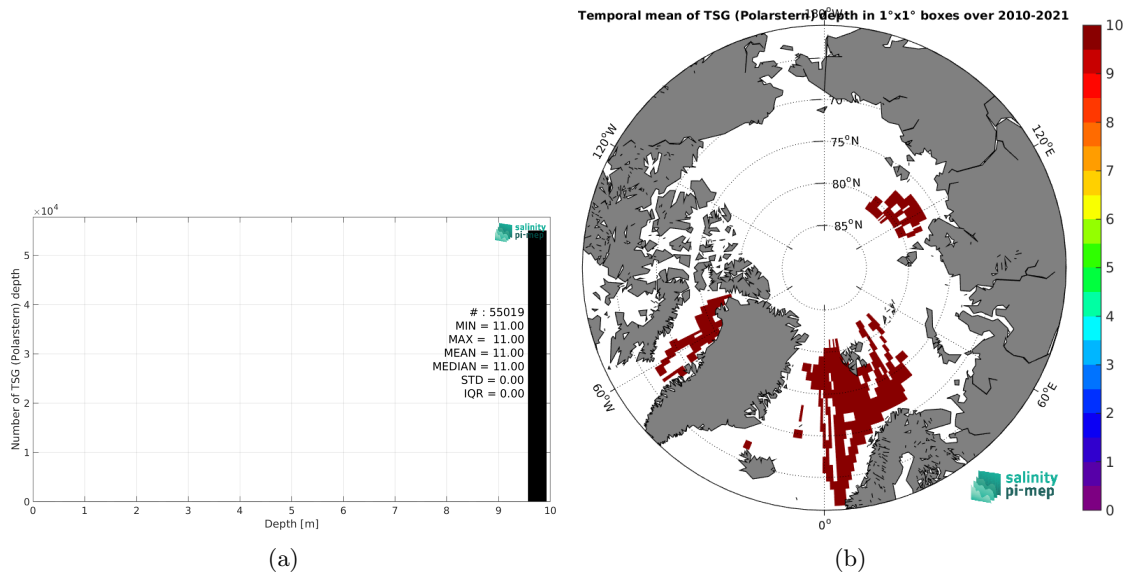 ×10⁴
5
4
3
2
1
0
Number of TSG (Polarstern) depth
salinity
pi-mep
# : 55019
MIN = 11.00
MAX = 11.00
MEAN = 11.00
MEDIAN = 11.00
STD = 0.00
IQR = 0.00
0 1 2 3 4 5 6 7 8 9 10
Depth [m]
(a)
Temporal mean of TSG (Polarstern) depth in 1°x1° boxes over 2010-2021
180°W
120°W
120°E
70°N
75°N
80°N
85°N
60°W
60°E
0°
salinity
pi-mep
10
9
8
7
6
5
4
3
2
1
0
(b)